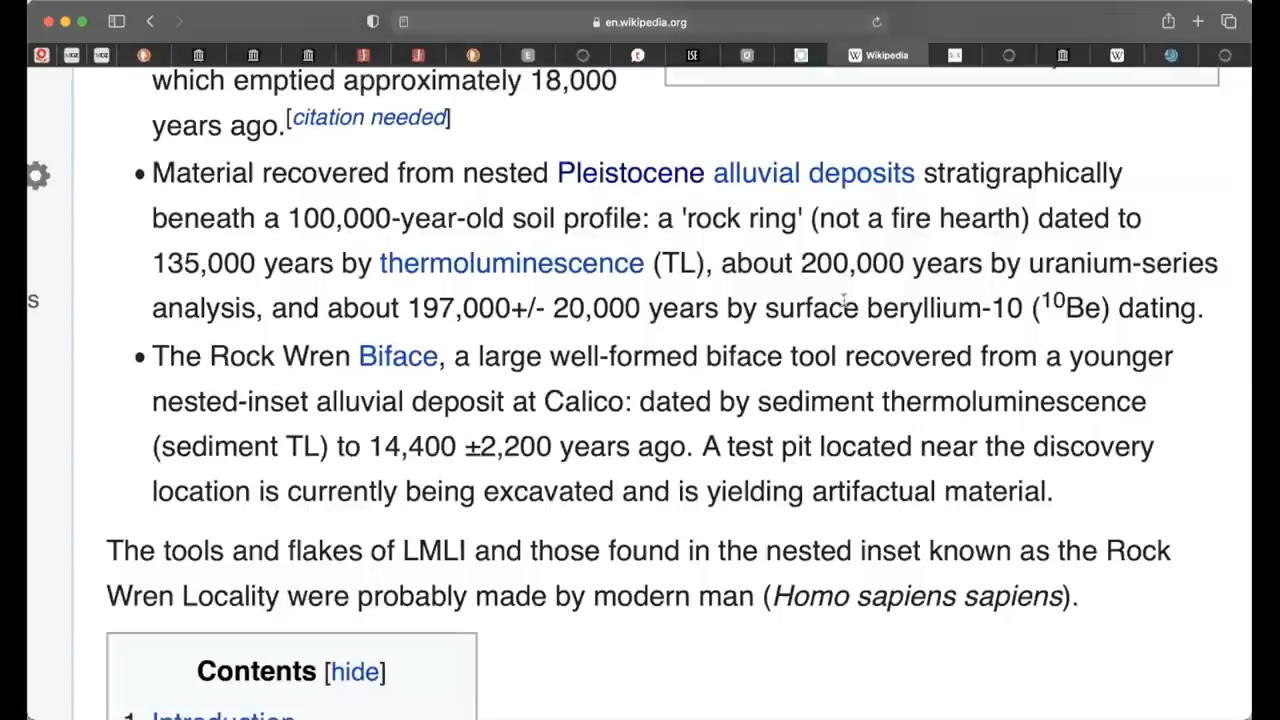 en.wikipedia.org
Wikipedia
which emptied approximately 18,000
years ago.[citation needed]
• Material recovered from nested Pleistocene alluvial deposits stratigraphically
beneath a 100,000-year-old soil profile: a 'rock ring' (not a fire hearth) dated to
135,000 years by thermoluminescence (TL), about 200,000 years by uranium-series
analysis, and about 197,000+/- 20,000 years by surface beryllium-10 (¹⁰Be) dating.
• The Rock Wren Biface, a large well-formed biface tool recovered from a younger
nested-inset alluvial deposit at Calico: dated by sediment thermoluminescence
(sediment TL) to 14,400 ±2,200 years ago. A test pit located near the discovery
location is currently being excavated and is yielding artifactual material.
The tools and flakes of LMLI and those found in the nested inset known as the Rock
Wren Locality were probably made by modern man (Homo sapiens sapiens).
Contents [hide]
1 Introduction